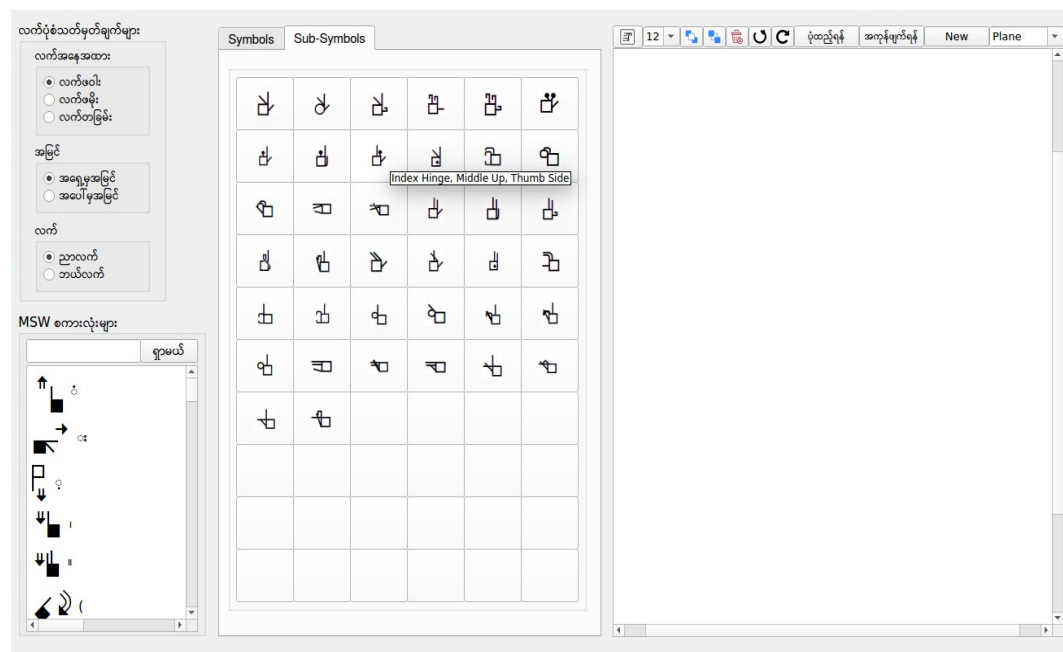 လက်ပုံစံသတ်မှတ်ချက်များ
လက်အနေအထား
လက်ဖဝါး
လက်ဖမိုး
လက်တခြမ်း
အမြင်
အရှေ့မှအမြင်
အပေါ်မှအမြင်
လက်
ညာလက်
ဘယ်လက်
MSW စကားလုံးများ
ရှာမယ်
ံ
း
့
၊
။
(
Symbols Sub-Symbols
Index Hinge, Middle Up, Thumb Side
12 ပုံထည့်ရန် အကုန်ဖျက်ရန် New Plane